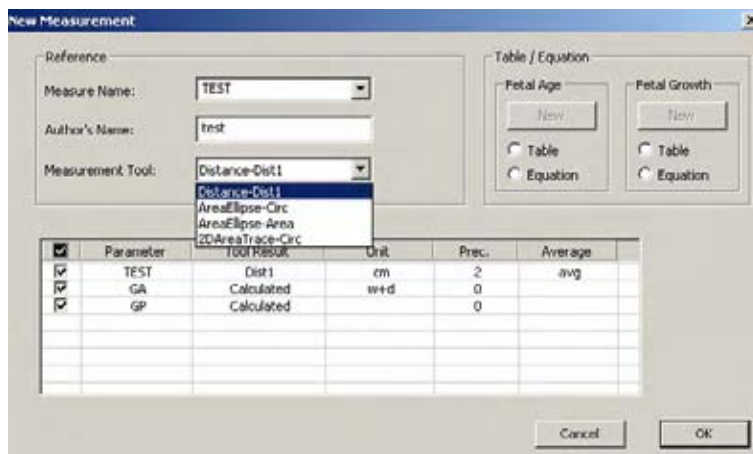 New Measurement
Reference
Measure Name: TEST
Author's Name: test
Measurement Tool: Distance-Dist1
Distance-Dist1
AreaEllipse-Circ
AreaEllipse-Area
2DAreaTrace-Circ
Table / Equation
Fetal Age
New
Table
Equation
Fetal Growth
New
Table
Equation
Parameter Tool Result Unit Prec. Average
TEST Dist1 cm 2 avg
GA Calculated w+d 0
GP Calculated 0
Cancel OK